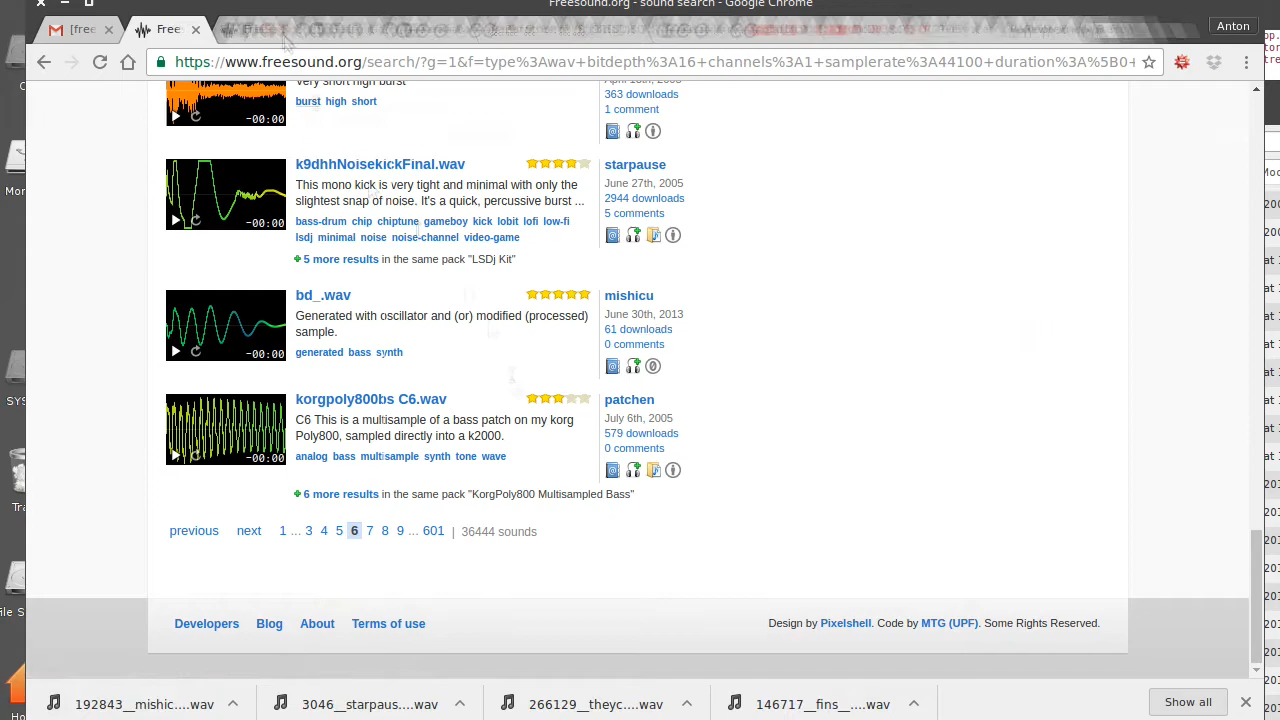 Freesound.org - sound search - Google Chrome
[free
Free
Anton
https://www.freesound.org/search/?g=1&f=type%3Awav+bitdepth%3A16+channels%3A1+samplerate%3A44100+duration%3A%5B0+
Very short high burst
burst high short
-00:00
363 downloads
1 comment
k9dhhNoisekickFinal.wav
This mono kick is very tight and minimal with only the
slightest snap of noise. It's a quick, percussive burst ...
bass-drum chip chiptune gameboy kick lobit lofi low-fi
lsdj minimal noise noise-channel video-game
5 more results in the same pack "LSDj Kit"
-00:00
starpause
June 27th, 2005
2944 downloads
5 comments
bd_.wav
Generated with oscillator and (or) modified (processed)
sample.
generated bass synth
-00:00
mishicu
June 30th, 2013
61 downloads
0 comments
korgpoly800bs C6.wav
C6 This is a multisample of a bass patch on my korg
Poly800, sampled directly into a k2000.
analog bass multisample synth tone wave
-00:00
6 more results in the same pack "KorgPoly800 Multisampled Bass"
patchen
July 6th, 2005
579 downloads
0 comments
previous next 1 ... 3 4 5 6 7 8 9 ... 601 | 36444 sounds
Developers Blog About Terms of use
Design by Pixelshell. Code by MTG (UPF). Some Rights Reserved.
192843__mishic....wav
3046__starpaus....wav
266129__theyc....wav
146717__fins__....wav
Show all